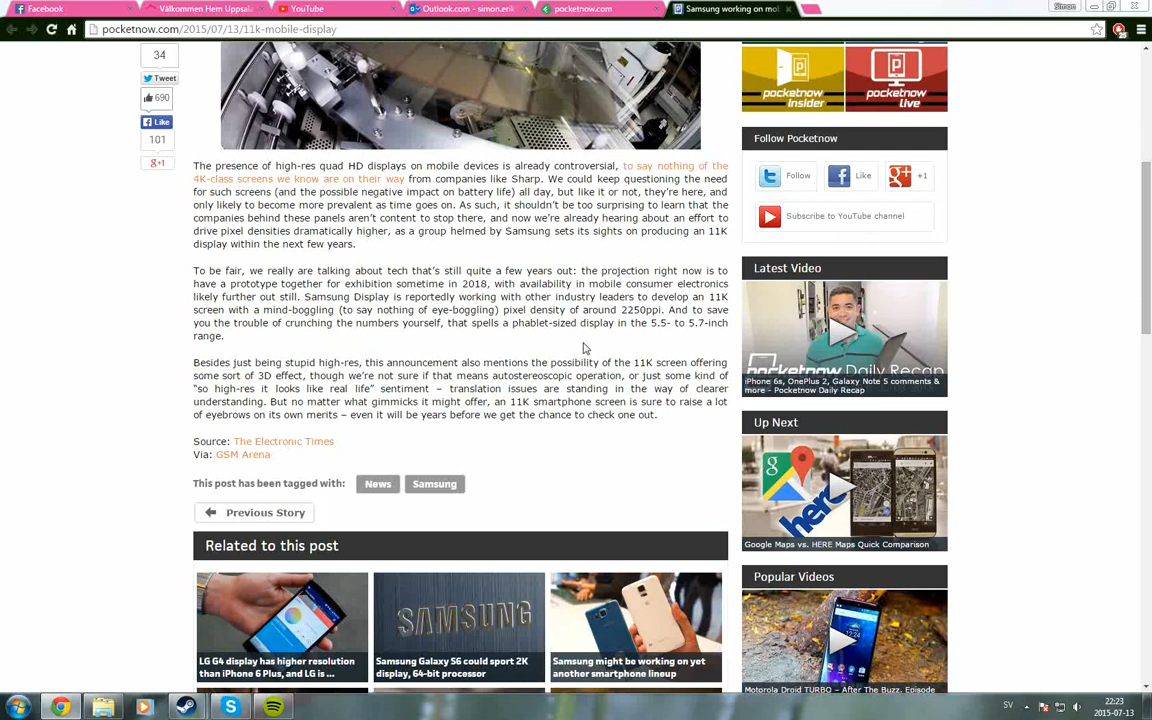 Facebook
Välkommen Hem Uppsal
YouTube
Outlook.com - simon.erik
pocketnow.com
Samsung working on mo
Simon
pocketnow.com/2015/07/13/11k-mobile-display
25
34
Tweet
690
Like
101
+1
pocketnow
insider
pocketnow
live
The presence of high-res quad HD displays on mobile devices is already controversial, to say nothing of the
4K-class screens we know are on their way from companies like Sharp. We could keep questioning the need
for such screens (and the possible negative impact on battery life) all day, but like it or not, they're here, and
only likely to become more prevalent as time goes on. As such, it shouldn't be too surprising to learn that the
companies behind these panels aren't content to stop there, and now we're already hearing about an effort to
drive pixel densities dramatically higher, as a group helmed by Samsung sets its sights on producing an 11K
display within the next few years.
To be fair, we really are talking about tech that's still quite a few years out: the projection right now is to
have a prototype together for exhibition sometime in 2018, with availability in mobile consumer electronics
likely further out still. Samsung Display is reportedly working with other industry leaders to develop an 11K
screen with a mind-boggling (to say nothing of eye-boggling) pixel density of around 2250ppi. And to save
you the trouble of crunching the numbers yourself, that spells a phablet-sized display in the 5.5- to 5.7-inch
range.
Besides just being stupid high-res, this announcement also mentions the possibility of the 11K screen offering
some sort of 3D effect, though we're not sure if that means autostereoscopic operation, or just some kind of
“so high-res it looks like real life” sentiment – translation issues are standing in the way of clearer
understanding. But no matter what gimmicks it might offer, an 11K smartphone screen is sure to raise a lot
of eyebrows on its own merits – even it will be years before we get the chance to check one out.
Source: The Electronic Times
Via: GSM Arena
This post has been tagged with: News Samsung
Previous Story
Related to this post
LG G4 display has higher resolution
than iPhone 6 Plus, and LG is ...
SAMSUNG
Samsung Galaxy S6 could sport 2K
display, 64-bit processor
Samsung might be working on yet
another smartphone lineup
Follow Pocketnow
Follow
Like
+1
Subscribe to YouTube channel
Latest Video
pocketnow
Daily Recap
iPhone 6s, OnePlus 2, Galaxy Note 5 comments &
more - Pocketnow Daily Recap
Up Next
here
Google Maps vs. HERE Maps Quick Comparison
Popular Videos
Motorola Droid TURBO – After The Buzz, Episode
SV
22:23
2015-07-13